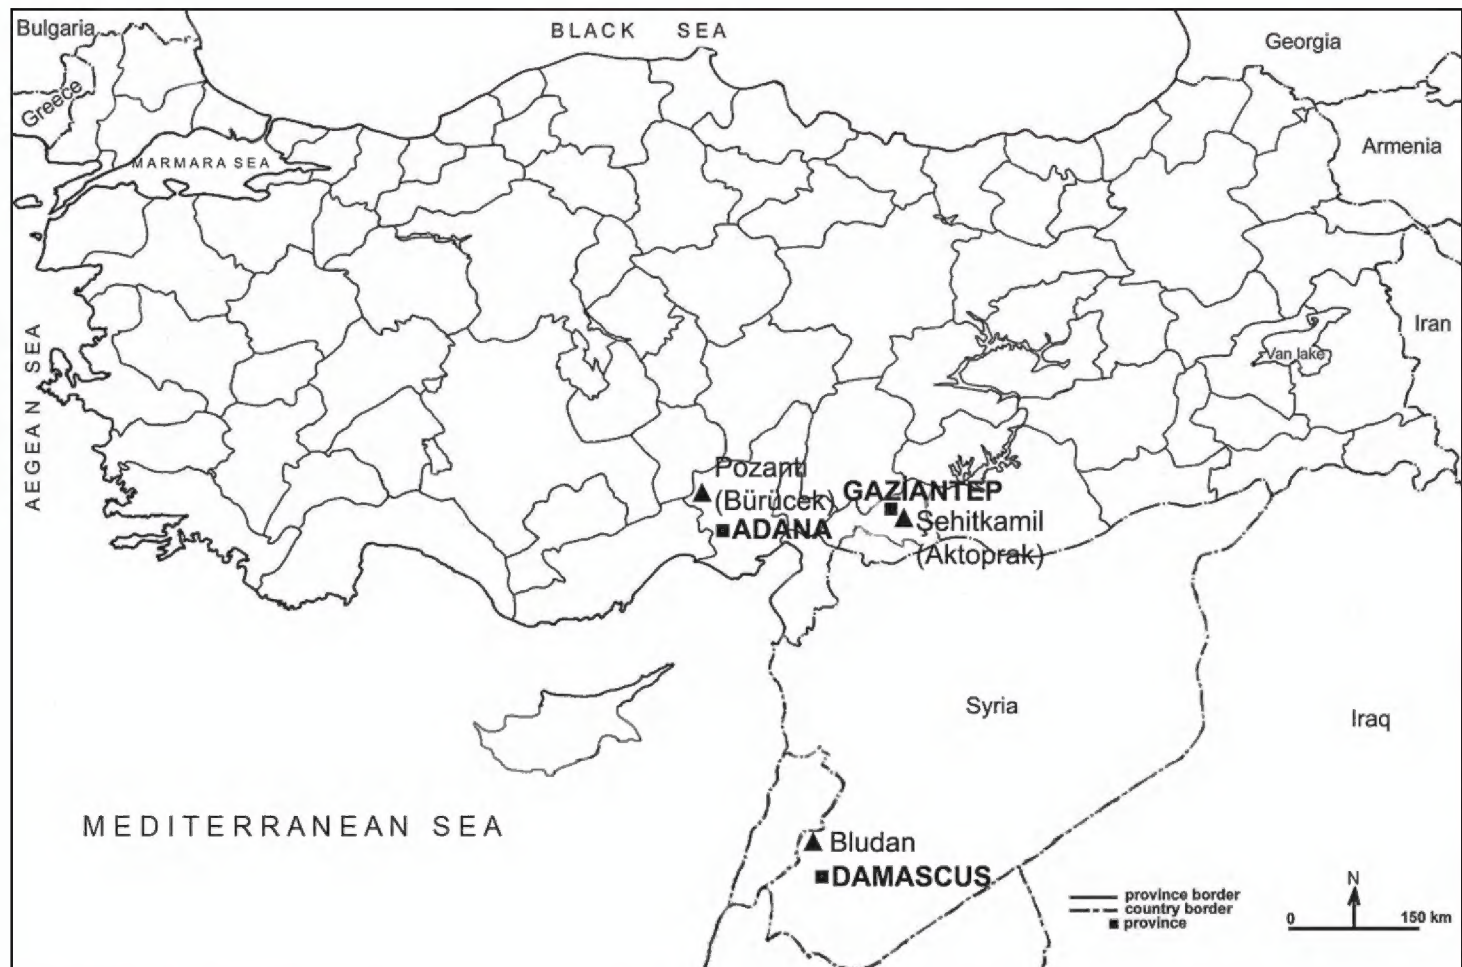 Bulgaria
BLACK SEA
Georgia
Greece
MARMARA SEA
Armenia
AEGEAN SEA
Iran
Van lake
Pozantı
(Bürücek)
ADANA
GAZİANTEP
Şehitkamil
(Aktoprak)
Syria
Iraq
MEDITERRANEAN SEA
Bludan
DAMASCUS
province border
country border
province
N
0 150 km